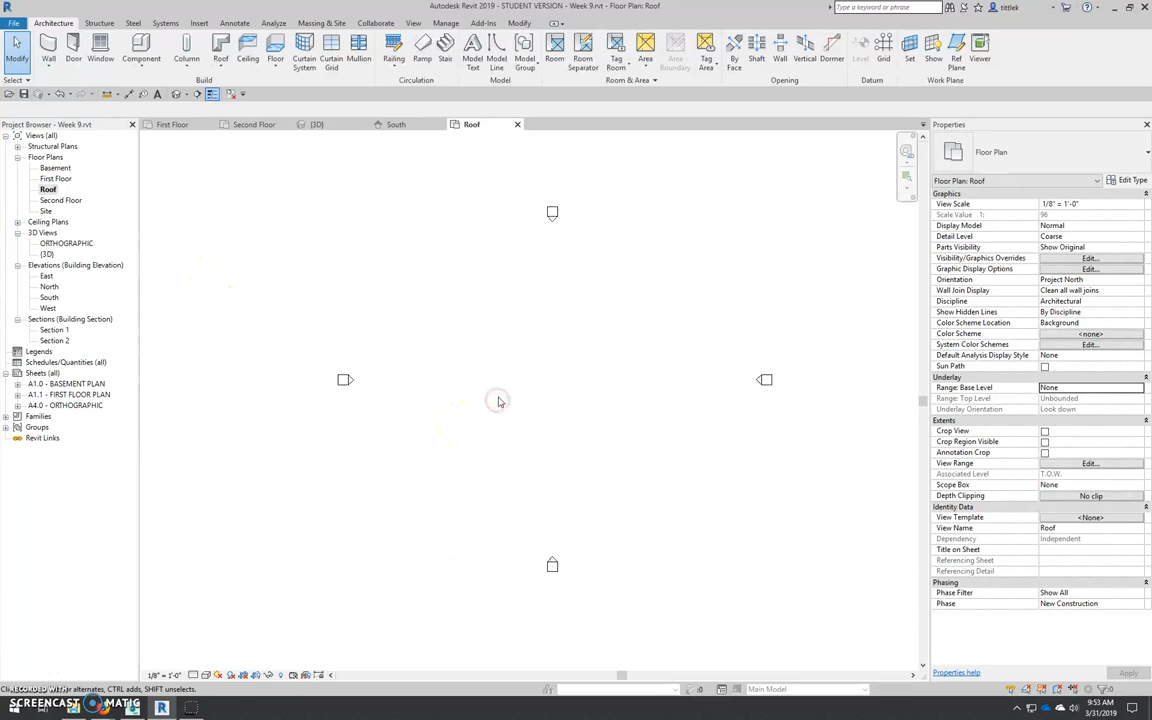 Autodesk Revit 2019 - STUDENT VERSION - Week 9.rvt - Floor Plan: Roof
Type a keyword or phrase
tittlek
File Architecture Structure Steel Systems Insert Annotate Analyze Massing & Site Collaborate View Manage Add-Ins Modify
Modify Wall Door Window Component Column Roof Ceiling Floor Curtain System Curtain Grid Mullion Railing Ramp Stair Model Text Model Line Model Group Room Room Separator Tag Room Area Area Boundary Tag Area By Face Shaft Wall Vertical Dormer Level Grid Set Show Ref Plane Viewer
Select Build Circulation Model Room & Area Opening Datum Work Plane
Project Browser - Week 9.rvt
First Floor Second Floor {3D} South Roof
Views (all)
Structural Plans
Floor Plans
Basement
First Floor
Roof
Second Floor
Site
Ceiling Plans
3D Views
ORTHOGRAPHIC
{3D}
Elevations (Building Elevation)
East
North
South
West
Sections (Building Section)
Section 1
Section 2
Legends
Schedules/Quantities (all)
Sheets (all)
A1.0 - BASEMENT PLAN
A1.1 - FIRST FLOOR PLAN
A4.0 - ORTHOGRAPHIC
Families
Groups
Revit Links
Properties
Floor Plan
Floor Plan: Roof Edit Type
Graphics
View Scale 1/8" = 1'-0"
Scale Value 1: 96
Display Model Normal
Detail Level Coarse
Parts Visibility Show Original
Visibility/Graphics Overrides Edit...
Graphic Display Options Edit...
Orientation Project North
Wall Join Display Clean all wall joins
Discipline Architectural
Show Hidden Lines By Discipline
Color Scheme Location Background
Color Scheme <none>
System Color Schemes Edit...
Default Analysis Display Style None
Sun Path
Underlay
Range: Base Level None
Range: Top Level Unbounded
Underlay Orientation Look down
Extents
Crop View
Crop Region Visible
Annotation Crop
View Range Edit...
Associated Level T.O.W.
Scope Box None
Depth Clipping No clip
Identity Data
View Template <None>
View Name Roof
Dependency Independent
Title on Sheet
Referencing Sheet
Referencing Detail
Phasing
Phase Filter Show All
Phase New Construction
Properties help Apply
1/8" = 1'-0"
alternates, CTRL adds, SHIFT unselects.
:0 Main Model :0
RECORDED WITH
SCREENCAST MATIC
9:53 AM
3/31/2019